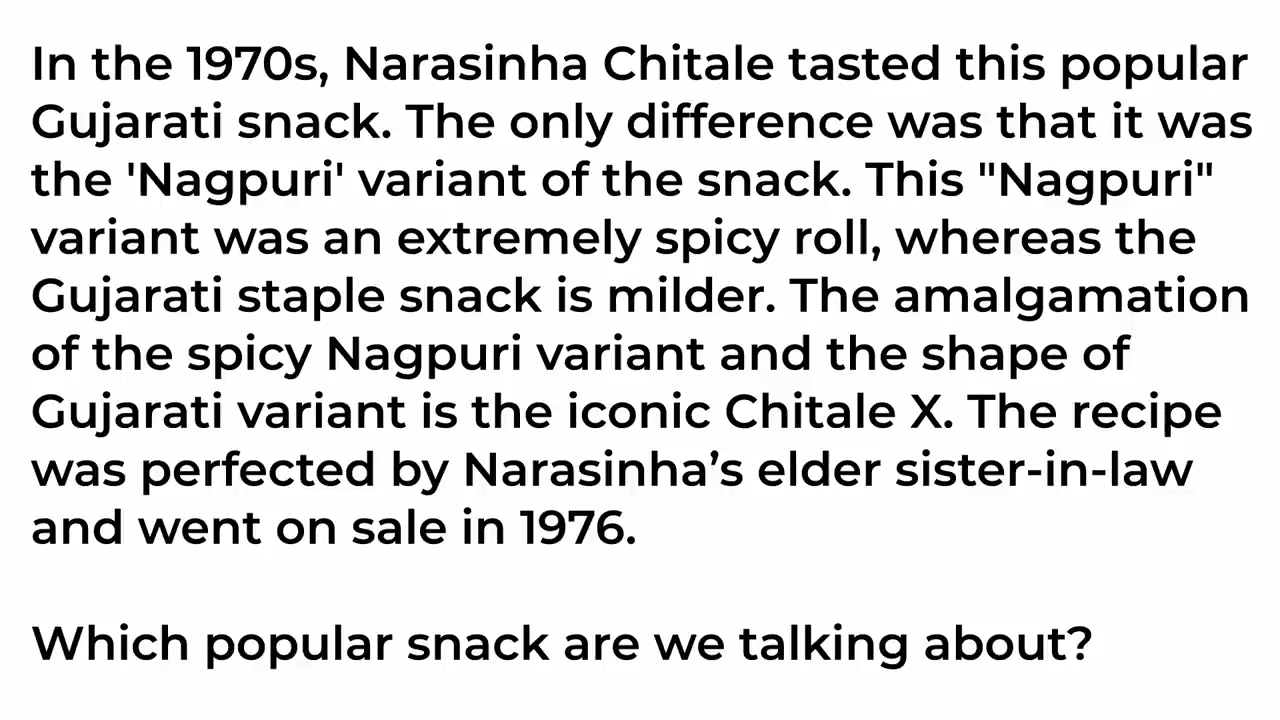 In the 1970s, Narasinha Chitale tasted this popular
Gujarati snack. The only difference was that it was
the 'Nagpuri' variant of the snack. This "Nagpuri"
variant was an extremely spicy roll, whereas the
Gujarati staple snack is milder. The amalgamation
of the spicy Nagpuri variant and the shape of
Gujarati variant is the iconic Chitale X. The recipe
was perfected by Narasinha’s elder sister-in-law
and went on sale in 1976.
Which popular snack are we talking about?